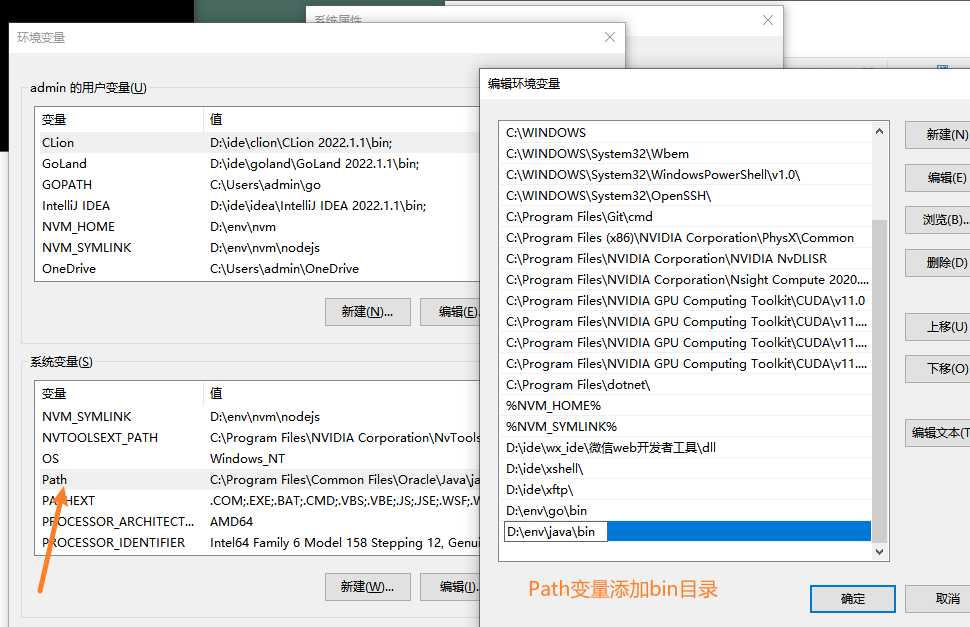 系统属性
环境变量
admin 的用户变量(U)
变量 值
CLion D:\ide\clion\CLion 2022.1.1\bin;
GoLand D:\ide\goland\GoLand 2022.1.1\bin;
GOPATH C:\Users\admin\go
IntelliJ IDEA D:\ide\idea\IntelliJ IDEA 2022.1.1\bin;
NVM_HOME D:\env\nvm
NVM_SYMLINK D:\env\nvm\nodejs
OneDrive C:\Users\admin\OneDrive
新建(N)...
编辑(E)
系统变量(S)
变量 值
NVM_SYMLINK D:\env\nvm\nodejs
NVTOOLSEXT_PATH C:\Program Files\NVIDIA Corporation\NvTools
OS Windows_NT
Path C:\Program Files\Common Files\Oracle\Java\ja
PATHEXT .COM;.EXE;.BAT;.CMD;.VBS;.VBE;.JS;.JSE;.WSF;.W
PROCESSOR_ARCHITECT... AMD64
PROCESSOR_IDENTIFIER Intel64 Family 6 Model 158 Stepping 12, Genui
新建(W)...
编辑(I).
编辑环境变量
C:\WINDOWS
C:\WINDOWS\System32\Wbem
C:\WINDOWS\System32\WindowsPowerShell\v1.0\
C:\WINDOWS\System32\OpenSSH\
C:\Program Files\Git\cmd
C:\Program Files (x86)\NVIDIA Corporation\PhysX\Common
C:\Program Files\NVIDIA Corporation\NVIDIA NvDLISR
C:\Program Files\NVIDIA Corporation\Nsight Compute 2020....
C:\Program Files\NVIDIA GPU Computing Toolkit\CUDA\v11.0
C:\Program Files\NVIDIA GPU Computing Toolkit\CUDA\v11....
C:\Program Files\NVIDIA GPU Computing Toolkit\CUDA\v11....
C:\Program Files\NVIDIA GPU Computing Toolkit\CUDA\v11....
C:\Program Files\dotnet\
%NVM_HOME%
%NVM_SYMLINK%
D:\ide\wx_ide\微信web开发者工具\dll
D:\ide\xshell\
D:\ide\xftp\
D:\env\go\bin
D:\env\java\bin
新建(N)
编辑(E)
浏览(B)...
删除(D)
上移(U)
下移(O)
编辑文本(T
Path变量添加bin目录
确定
取消